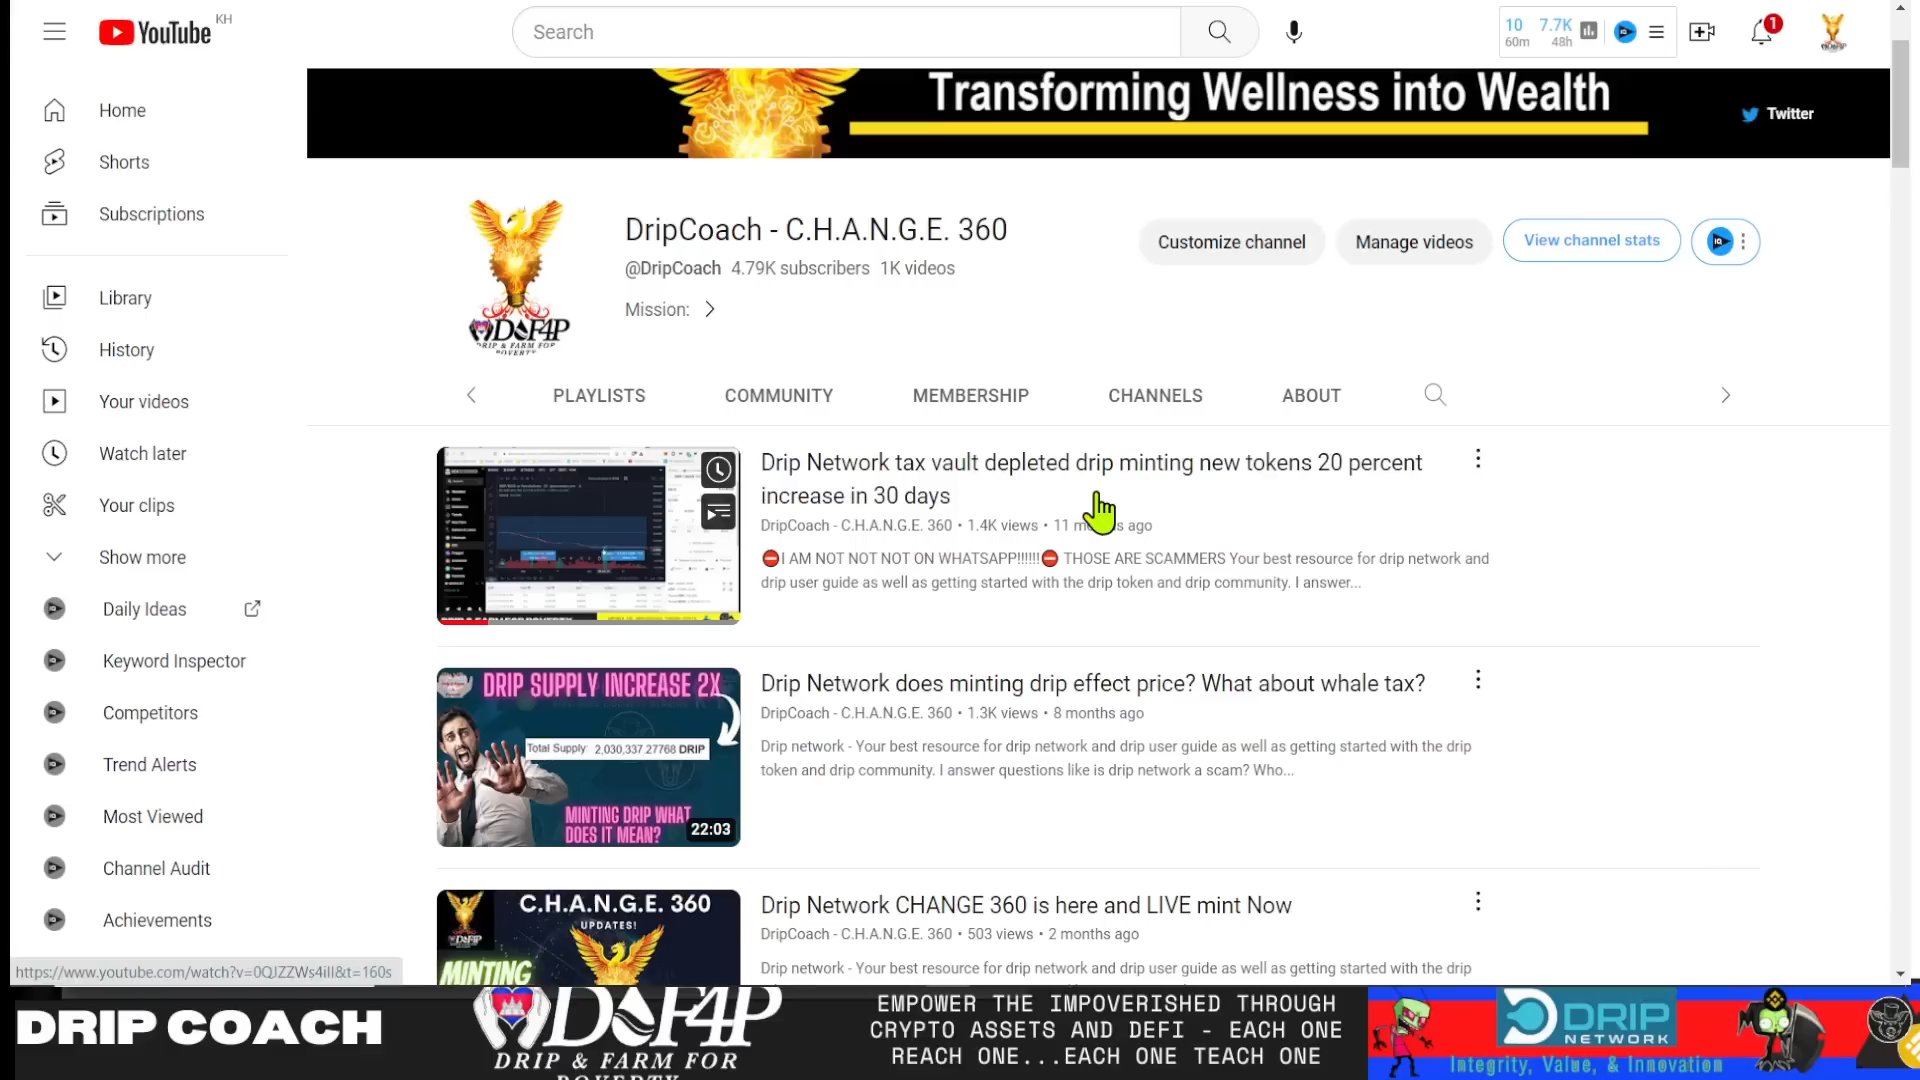 YouTube KH
Search
10 60m
7.7K 48h
1
Home
Shorts
Subscriptions
Library
History
Your videos
Watch later
Your clips
Show more
Daily Ideas
Keyword Inspector
Competitors
Trend Alerts
Most Viewed
Channel Audit
Achievements
Transforming Wellness into Wealth
Twitter
DOF4P
DRIP & FARM FOR
POVERTY
DripCoach - C.H.A.N.G.E. 360
@DripCoach 4.79K subscribers 1K videos
Mission:
Customize channel
Manage videos
View channel stats
PLAYLISTS
COMMUNITY
MEMBERSHIP
CHANNELS
ABOUT
Drip Network tax vault depleted drip minting new tokens 20 percent
increase in 30 days
DripCoach - C.H.A.N.G.E. 360 • 1.4K views • 11 ago
⛔I AM NOT NOT NOT ON WHATSAPP!!!!!!⛔ THOSE ARE SCAMMERS Your best resource for drip network and
drip user guide as well as getting started with the drip token and drip community. I answer...
DRIP SUPPLY INCREASE 2X
Total Supply: 2,030,337.27768 DRIP
MINTING DRIP WHAT
DOES IT MEAN?
22:03
Drip Network does minting drip effect price? What about whale tax?
DripCoach - C.H.A.N.G.E. 360 • 1.3K views • 8 months ago
Drip network - Your best resource for drip network and drip user guide as well as getting started with the drip
token and drip community. I answer questions like is drip network a scam? Who...
C.H.A.N.G.E. 360
UPDATES!
MINTING
Drip Network CHANGE 360 is here and LIVE mint Now
DripCoach - C.H.A.N.G.E. 360 • 503 views • 2 months ago
Drip network - Your best resource for drip network and drip user guide as well as getting started with the drip
https://www.youtube.com/watch?v=0QJZZWs4ill&t=160s
DRIP COACH
DOF4P
DRIP & FARM FOR
POVERTY
EMPOWER THE IMPOVERISHED THROUGH
CRYPTO ASSETS AND DEFI - EACH ONE
REACH ONE...EACH ONE TEACH ONE
DRIP
NETWORK
Integrity, Value, & Innovation